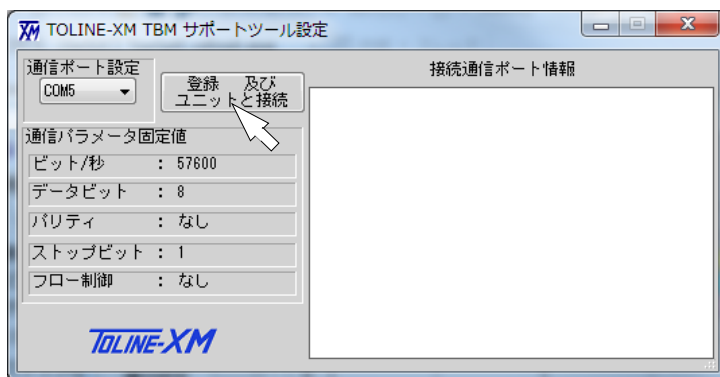 TOLINE-XM TBM サポートツール設定
通信ポート設定
COM5
登録 及び
ユニットと接続
接続通信ポート情報
通信パラメータ固定値
ビット/秒 : 57600
データビット : 8
パリティ : なし
ストップビット : 1
フロー制御 : なし
TOLINE-XM